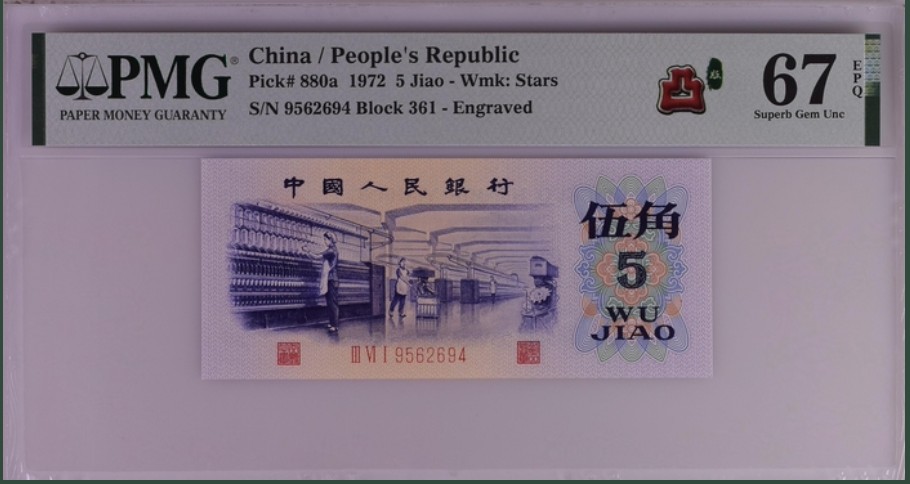 PMG®
PAPER MONEY GUARANTY
China / People's Republic
Pick# 880a 1972 5 Jiao - Wmk: Stars
S/N 9562694 Block 361 - Engraved
凸
67
EPQ
Superb Gem Unc
中國人民銀行
伍角
5
WU
JIAO
III VI I 9562694